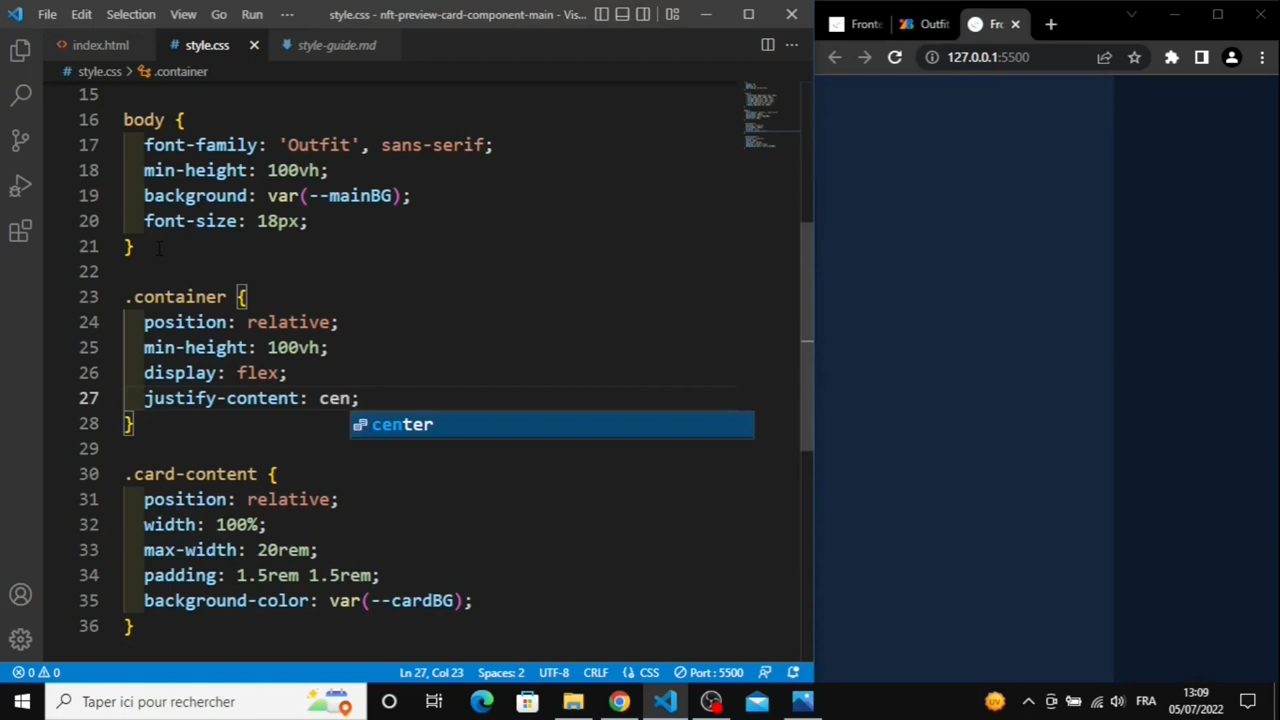 File Edit Selection View Go Run ··· style.css - nft-preview-card-component-main - Vis...
index.html
style.css
style-guide.md
style.css > .container
15
16 body {
17 font-family: 'Outfit', sans-serif;
18 min-height: 100vh;
19 background: var(--mainBG);
20 font-size: 18px;
21 }
22
23 .container {
24 position: relative;
25 min-height: 100vh;
26 display: flex;
27 justify-content: cen;
center
28 }
29
30 .card-content {
31 position: relative;
32 width: 100%;
33 max-width: 20rem;
34 padding: 1.5rem 1.5rem;
35 background-color: var(--cardBG);
36 }
0 0 Ln 27, Col 23 Spaces: 2 UTF-8 CRLF {} CSS Port : 5500
Fronte Outfit Fro
127.0.0.1:5500
Taper ici pour rechercher
UV
FRA
13:09
05/07/2022